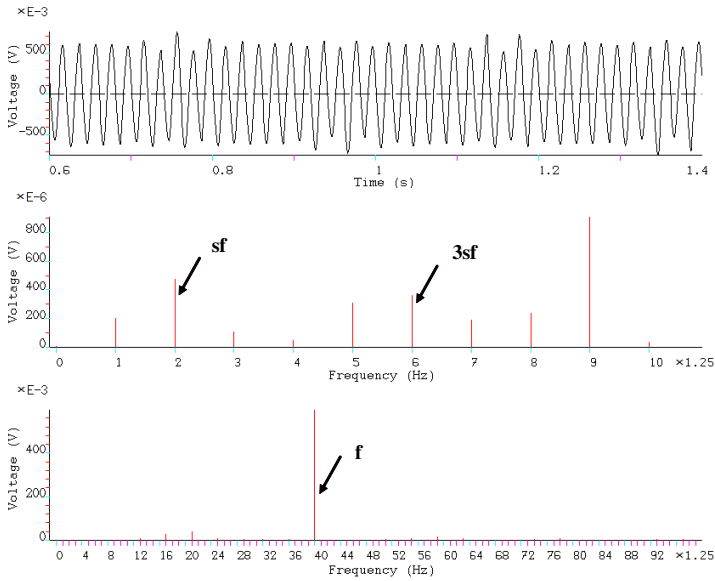 ×E-3
Voltage (V)
500
0
-500
0.6 0.8 1 1.2 1.4
Time (s)
×E-6
Voltage (V)
800
600
400
200
0
sf
3sf
0 1 2 3 4 5 6 7 8 9 10 ×1.25
Frequency (Hz)
×E-3
Voltage (V)
400
200
0
f
0 4 8 12 16 20 24 28 32 36 40 44 48 52 56 60 64 68 72 76 80 84 88 92 ×1.25
Frequency (Hz)